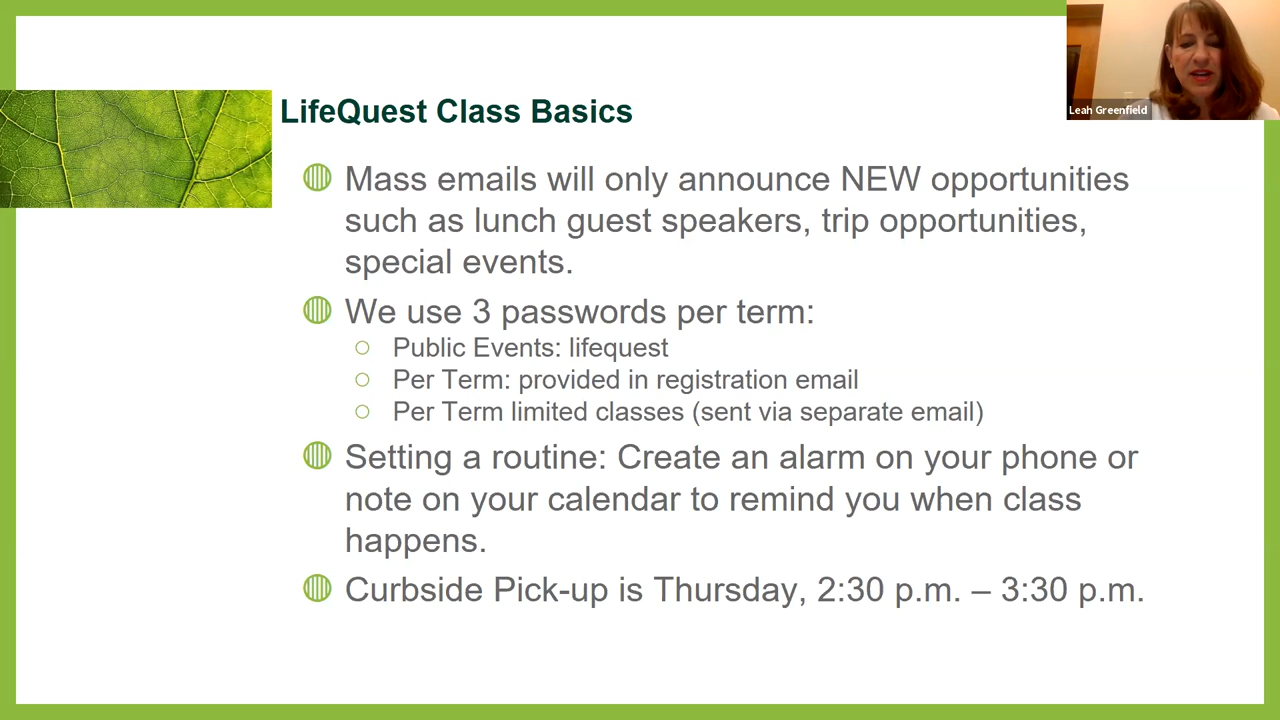 Leah Greenfield
LifeQuest Class Basics
Mass emails will only announce NEW opportunities
such as lunch guest speakers, trip opportunities,
special events.
We use 3 passwords per term:
Public Events: lifequest
Per Term: provided in registration email
Per Term limited classes (sent via separate email)
Setting a routine: Create an alarm on your phone or
note on your calendar to remind you when class
happens.
Curbside Pick-up is Thursday, 2:30 p.m. – 3:30 p.m.